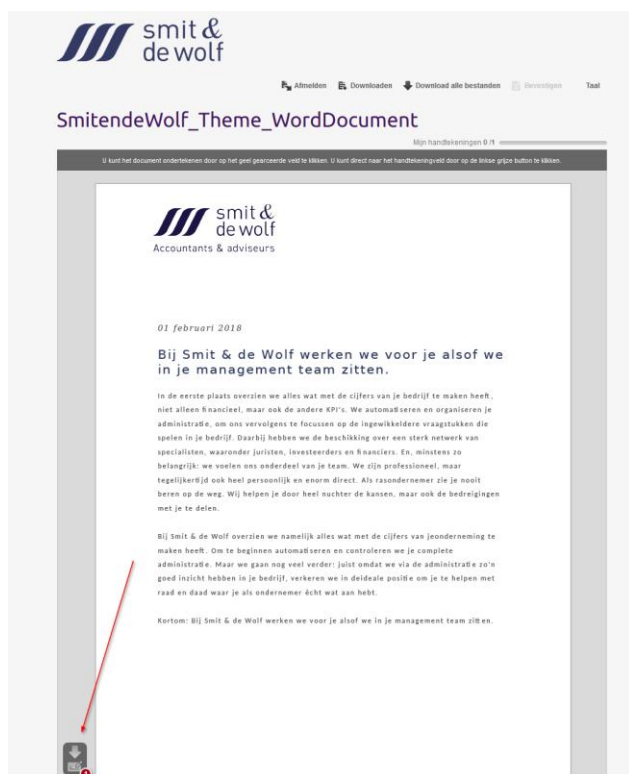 smit &
de wolf
Afmelden Downloaden Download alle bestanden Bevestigen Taal
SmitendeWolf_Theme_WordDocument
Mijn handtekeningen 0 /1
U kunt het document ondertekenen door op het geel gearceerde veld te klikken. U kunt direct naar het handtekeningveld door op de linkse grijze button te klikken.
smit &
de wolf
Accountants & adviseurs
01 februari 2018
Bij Smit & de Wolf werken we voor je alsof we
in je management team zitten.
In de eerste plaats overzien we alles wat met de cijfers van je bedrijf te maken heeft,
niet alleen financieel, maar ook de andere KPI's. We automatiseren en organiseren je
administratie, om ons vervolgens te focussen op de ingewikkeldere vraagstukken die
spelen in je bedrijf. Daarbij hebben we de beschikking over een sterk netwerk van
specialisten, waaronder juristen, investeerders en financiers. En, minstens zo
belangrijk: we voelen ons onderdeel van je team. We zijn professioneel, maar
tegelijkertijd ook heel persoonlijk en enorm direct. Als rasondernemer zie je nooit
beren op de weg. Wij helpen je door heel nuchter de kansen, maar ook de bedreigingen
met je te delen.
Bij Smit & de Wolf overzien we namelijk alles wat met de cijfers van jeonderneming te
maken heeft. Om te beginnen automatiseren en controleren we je complete
administratie. Maar we gaan nog veel verder: juist omdat we via de administratie zo'n
goed inzicht hebben in je bedrijf, verkeren we in deideale positie om je te helpen met
raad en daad waar je als ondernemer écht wat aan hebt.
Kortom: Bij Smit & de Wolf werken we voor je alsof we in je management team zitten.